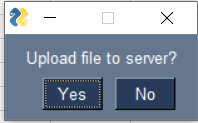 Upload file to server?
Yes No